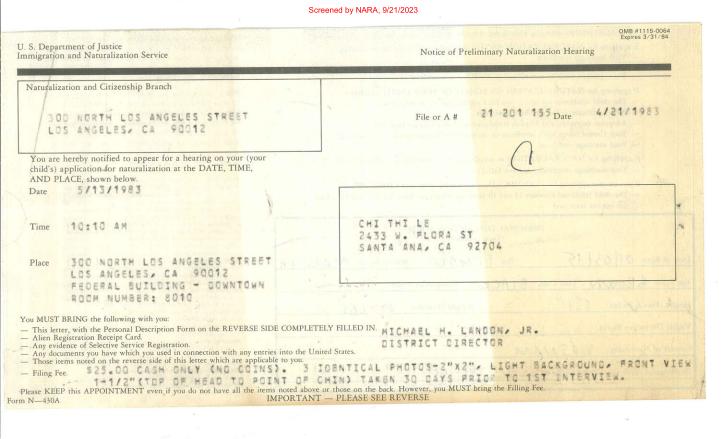 Screened by NARA, 9/21/2023
OMB #1115-0064
Expires 3/31/84
U. S. Department of Justice
Immigration and Naturalization Service
Notice of Preliminary Naturalization Hearing
Naturalization and Citizenship Branch
300 NORTH LOS ANGELES STREET
LOS ANGELES, CA 90012
File or A # 21 201 155 Date 4/21/1983
You are hereby notified to appear for a hearing on your (your
child's) application for naturalization at the DATE, TIME,
AND PLACE, shown below.
Date 5/13/1983
Time 10:10 AM
CHI THI LE
2433 W. FLORA ST
SANTA ANA, CA 92704
Place 300 NORTH LOS ANGELES STREET
LOS ANGELES, CA 90012
FEDERAL BUILDING - DOWNTOWN
ROOM NUMBER: 8010
You MUST BRING the following with you:
— This letter, with the Personal Description Form on the REVERSE SIDE COMPLETELY FILLED IN.
— Alien Registration Receipt Card.
— Any evidence of Selective Service Registration.
— Any documents you have which you used in connection with any entries into the United States.
— Those items noted on the reverse side of this letter which are applicable to you.
MICHAEL H. LANDON, JR.
DISTRICT DIRECTOR
— Filing Fee. $25.00 CASH ONLY (NO COINS). 3 IDENTICAL PHOTOS-2"X2", LIGHT BACKGROUND, FRONT VIEW
1-1/2"(TOP OF HEAD TO POINT OF CHIN) TAKEN 30 DAYS PRIOR TO 1ST INTERVIEW.
Please KEEP this APPOINTMENT even if you do not have all the items noted above or those on the back. However, you MUST bring the Filing Fee.
Form N—430A
IMPORTANT — PLEASE SEE REVERSE